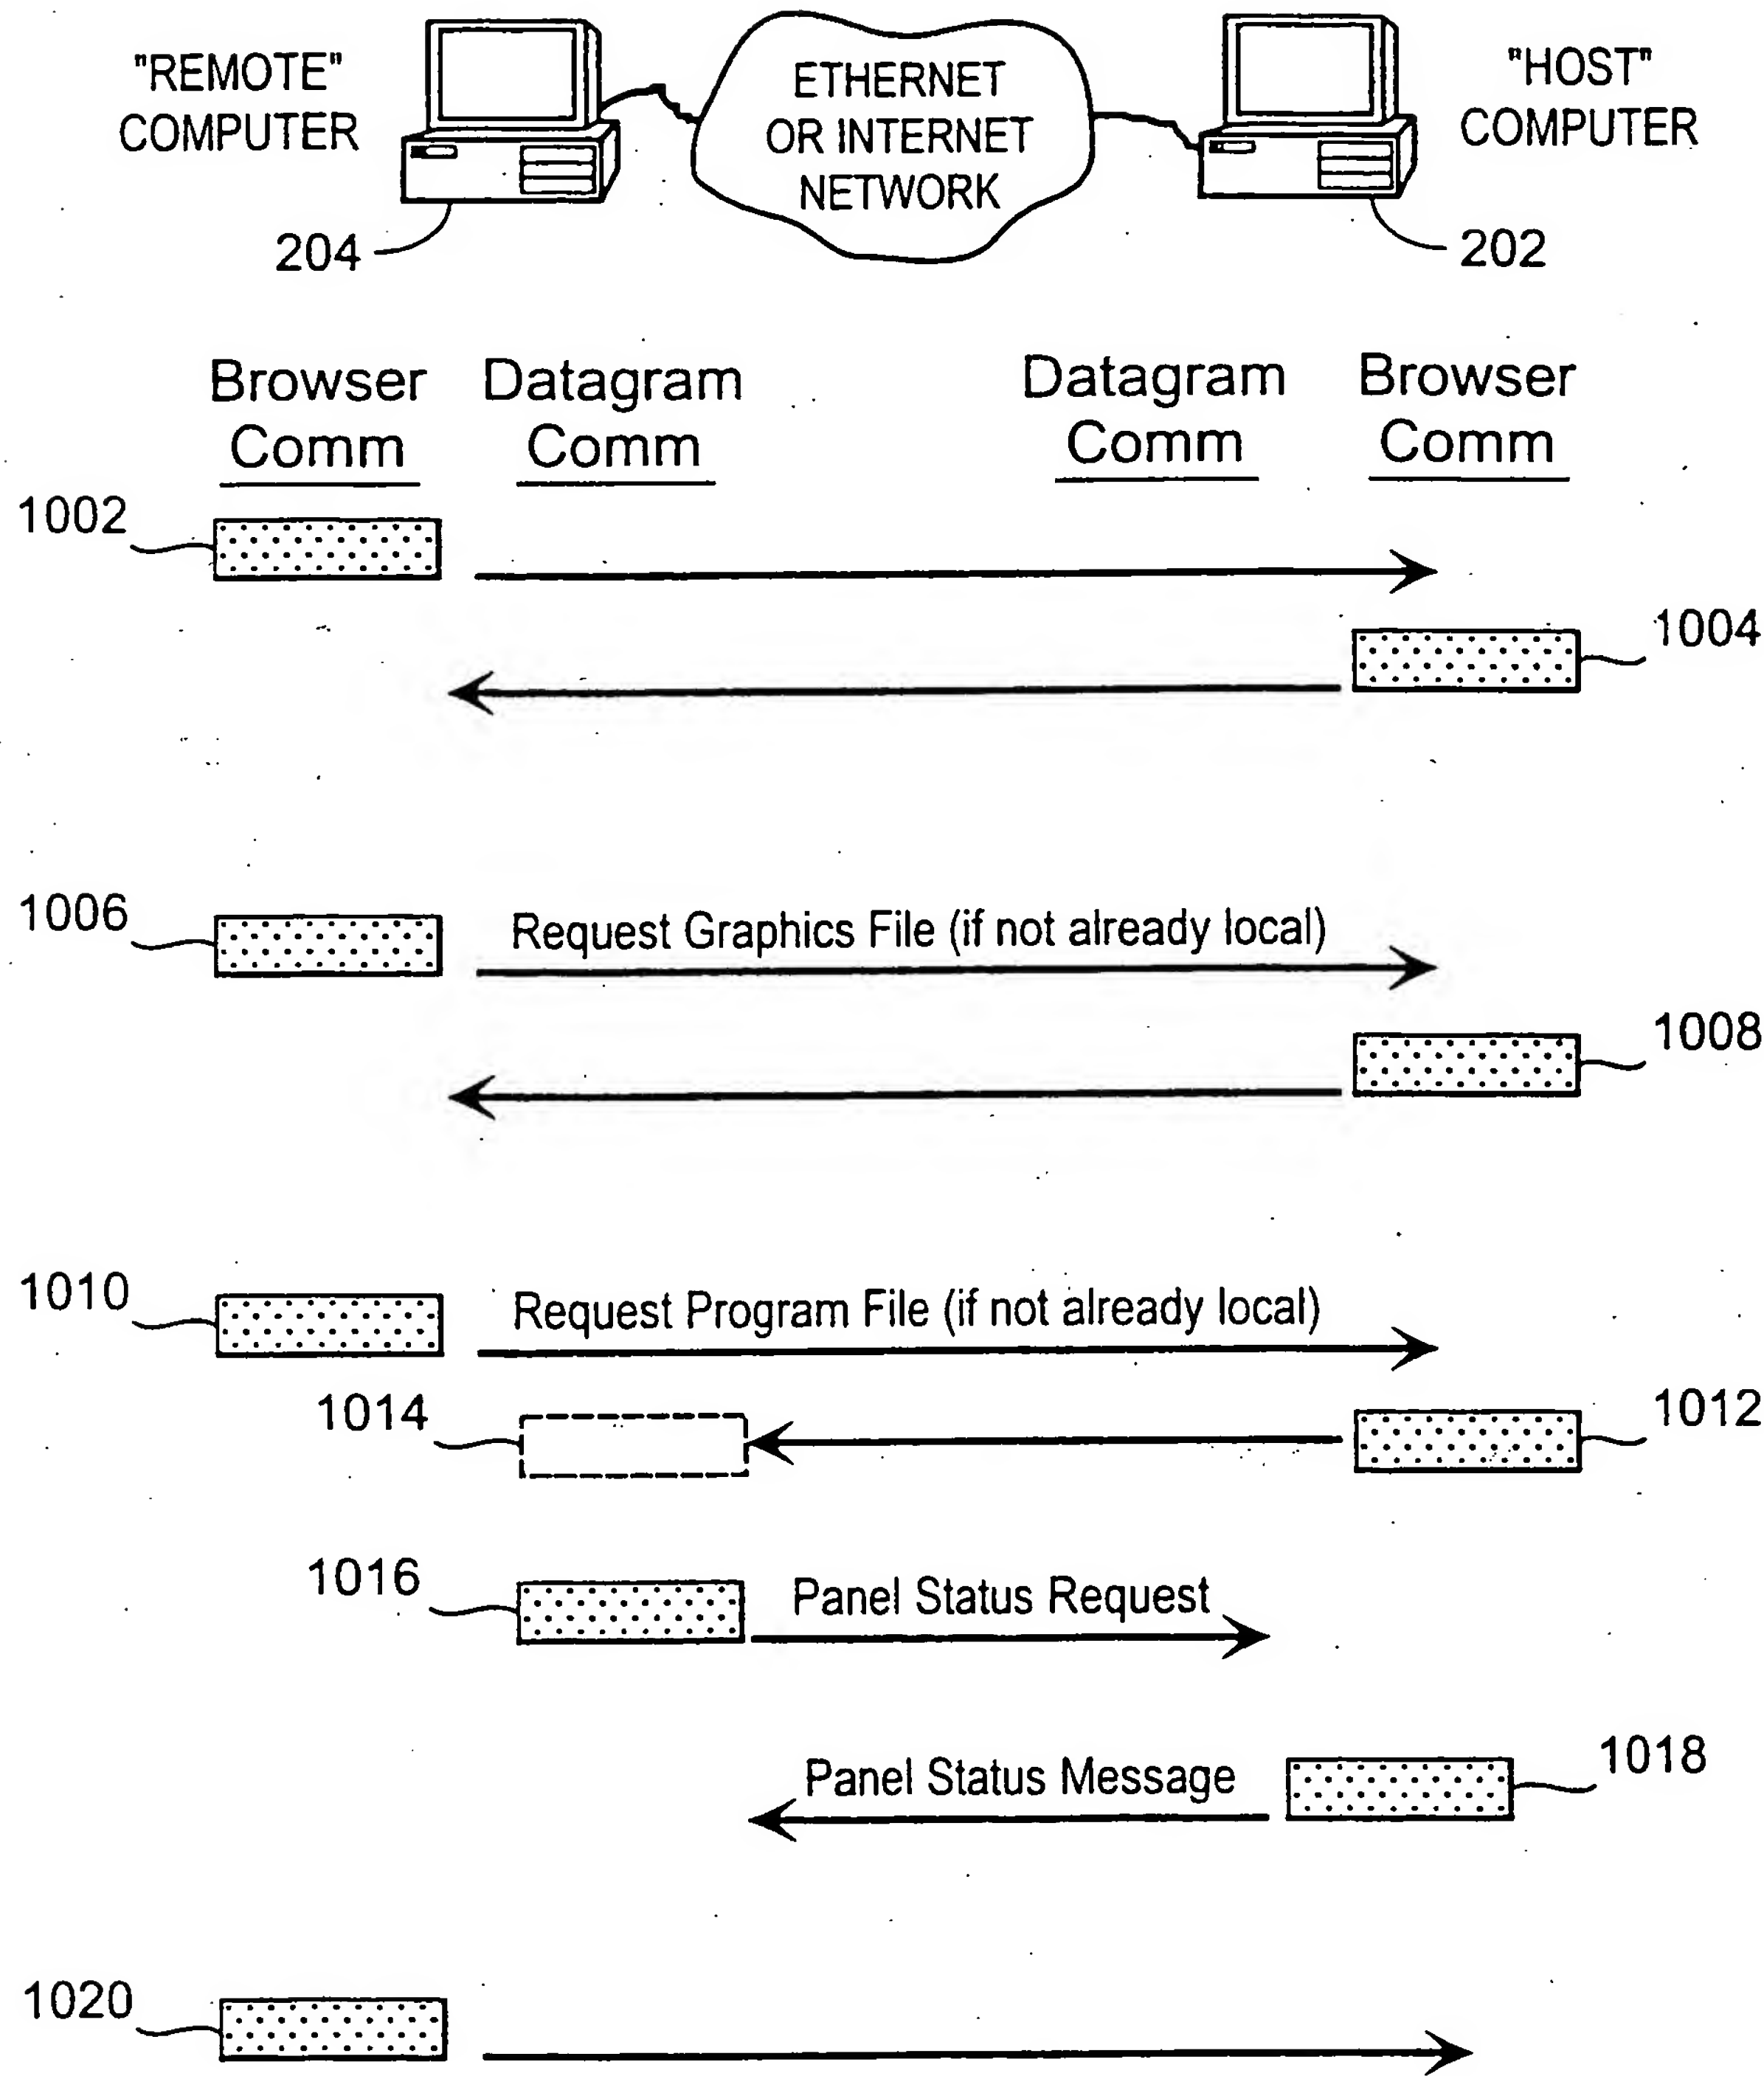 "REMOTE"
COMPUTER
ETHERNET
OR INTERNET
NETWORK
"HOST"
COMPUTER
204
202
Browser
Comm
Datagram
Comm
Datagram
Comm
Browser
Comm
1002
1004
1006
Request Graphics File (if not already local)
1008
1010
Request Program File (if not already local)
1014
1012
1016
Panel Status Request
Panel Status Message
1018
1020